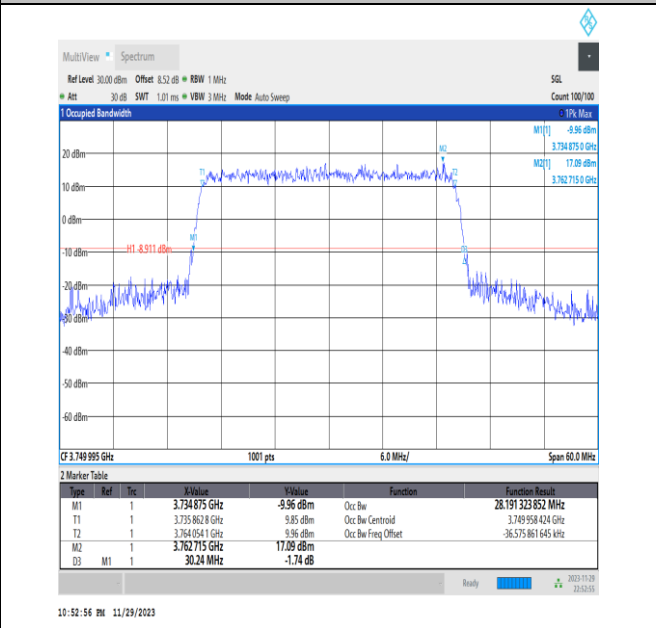 MultiView Spectrum
Ref Level 30.00 dBm Offset 8.52 dB RBW 1 MHz SGL
Att 30 dB SWT 1.01 ms VBW 3 MHz Mode Auto Sweep Count 100/100
1 Occupied Bandwidth 1Pk Max
M1[1] -9.96 dBm
3.734 875 0 GHz
M2[1] 17.09 dBm
3.762 715 0 GHz
M2
20 dBm
T1 T2
10 dBm
0 dBm
M1
H1 -8.911 dBm
D3
-10 dBm
-20 dBm
-30 dBm
-40 dBm
-50 dBm
-60 dBm
CF 3.749 995 GHz 1001 pts 6.0 MHz/ Span 60.0 MHz
2 Marker Table
Type Ref Trc X-Value Y-Value Function Function Result
M1 1 3.734 875 GHz -9.96 dBm Occ Bw 28.191 323 852 MHz
T1 1 3.735 862 8 GHz 9.85 dBm Occ Bw Centroid 3.749 958 424 GHz
T2 1 3.764 054 1 GHz 9.96 dBm Occ Bw Freq Offset -36.575 861 645 kHz
M2 1 3.762 715 GHz 17.09 dBm
D3 M1 1 30.24 MHz -1.74 dB
Ready 2023-11-29
22:52:55
10:52:56 PM 11/29/2023